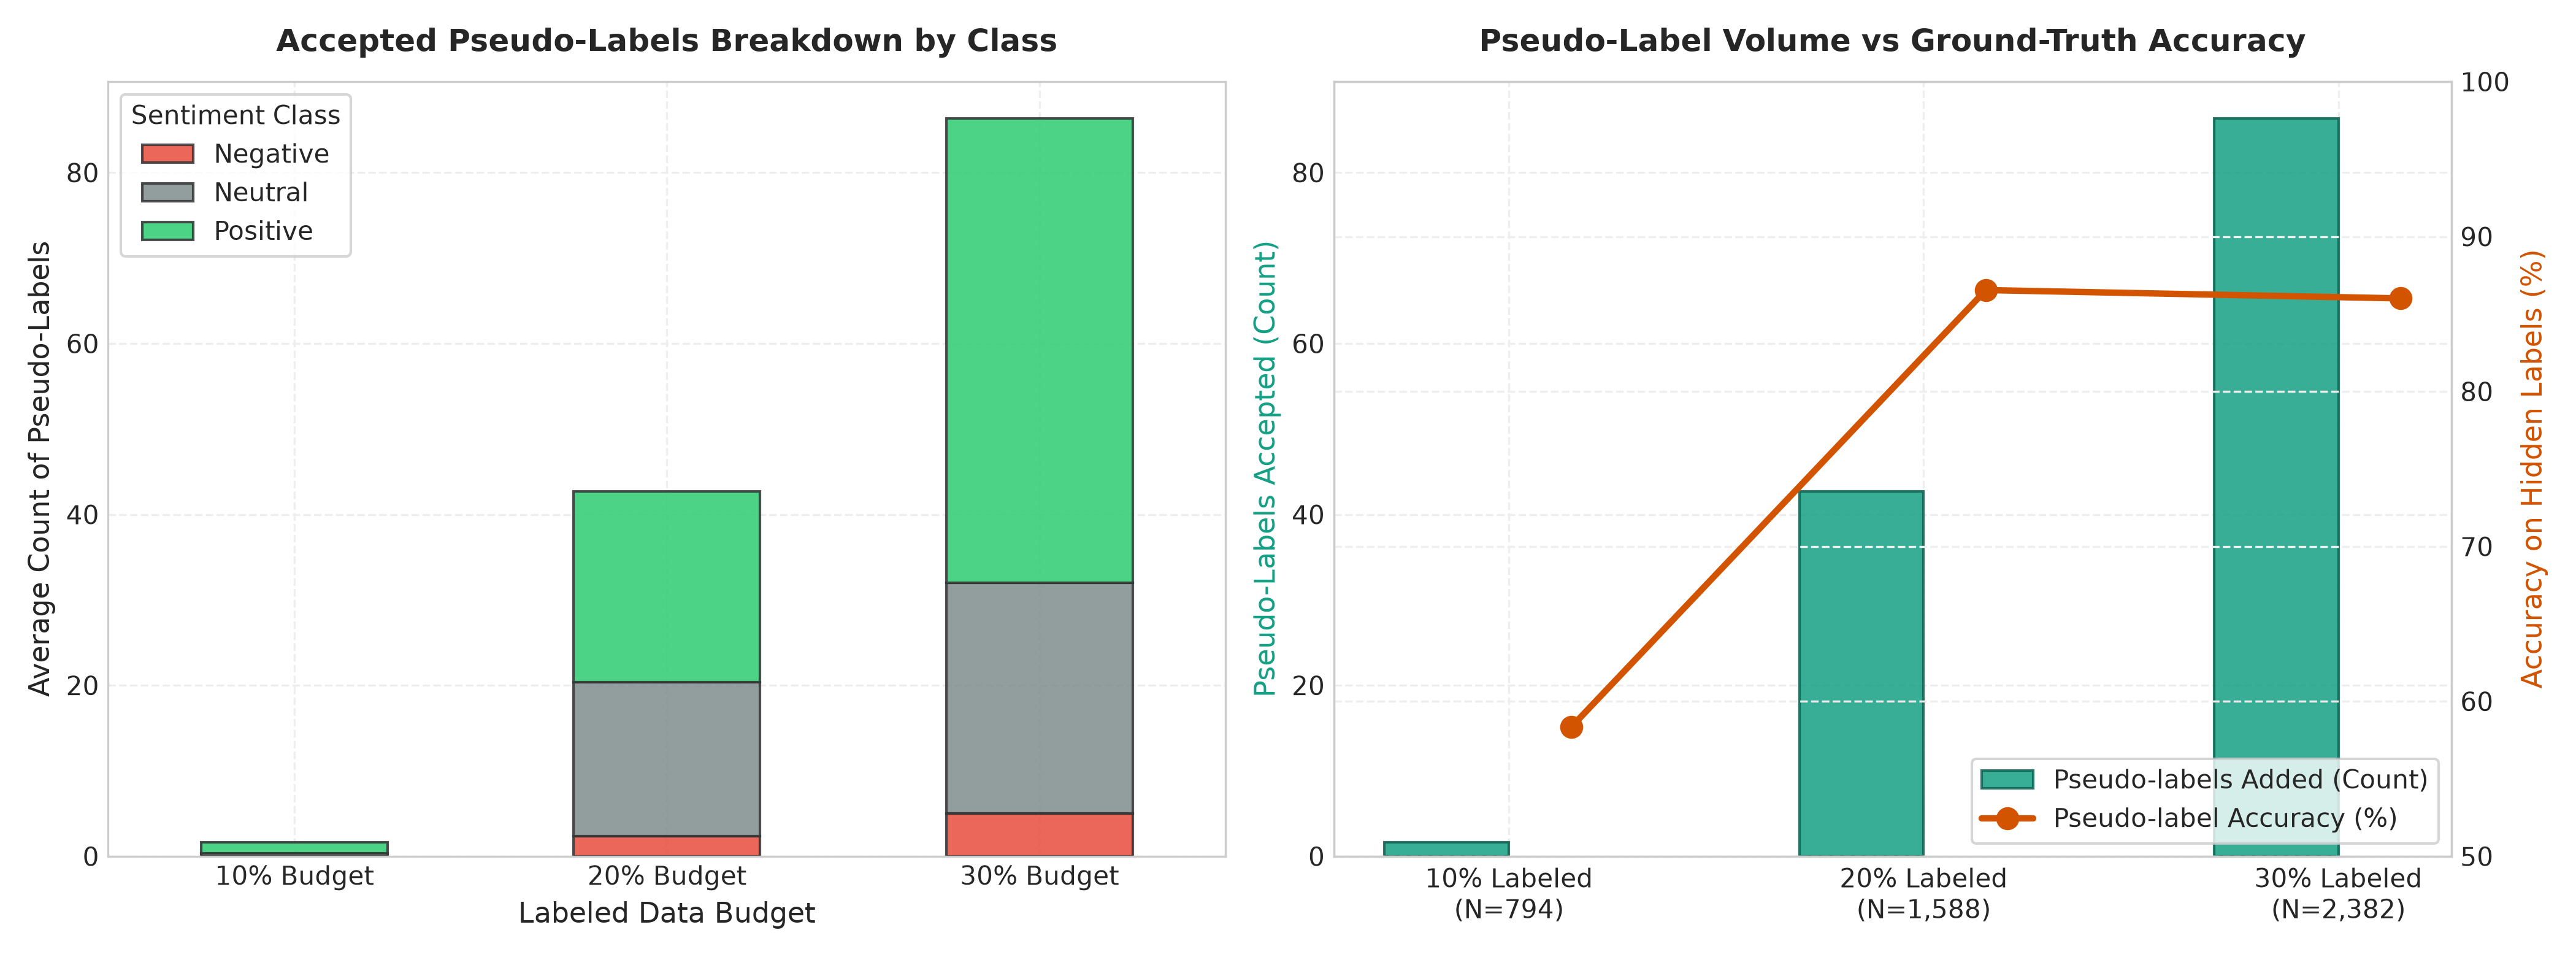 Accepted Pseudo-Labels Breakdown by Class
Sentiment Class
Negative
Neutral
Positive
Average Count of Pseudo-Labels
80
60
40
20
0
10% Budget
20% Budget
30% Budget
Labeled Data Budget
Pseudo-Label Volume vs Ground-Truth Accuracy
Pseudo-Labels Accepted (Count)
80
60
40
20
0
100
90
80
70
60
50
Accuracy on Hidden Labels (%)
Pseudo-labels Added (Count)
Pseudo-label Accuracy (%)
10% Labeled
(N=794)
20% Labeled
(N=1,588)
30% Labeled
(N=2,382)